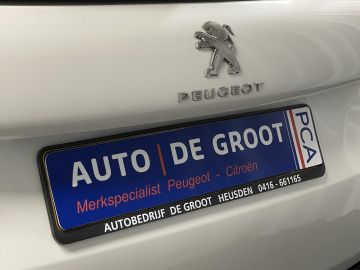 PEUGEOT
AUTO | DE GROOT
PCA
Merkspecialist Peugeot - Citroën
AUTOBEDRIJF DE GROOT HEUSDEN 0416 - 661165